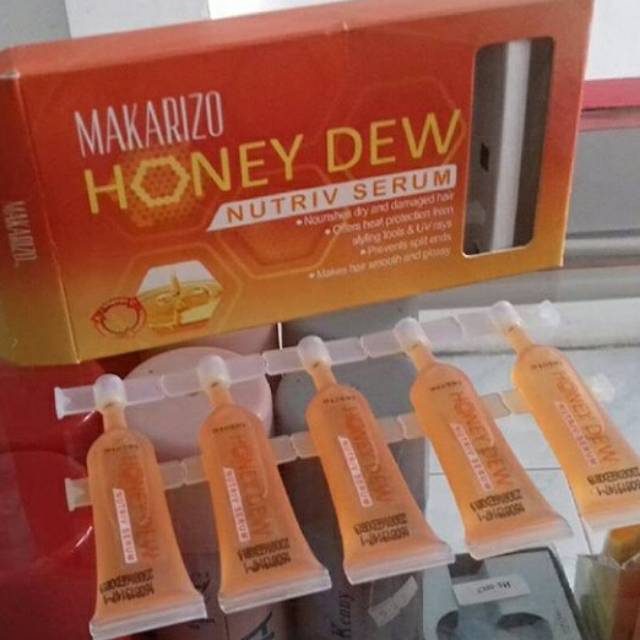 MAKARIZO
HONEY DEW
NUTRIV SERUM
• Nourishes dry and damaged hair
• Offers heat protection from
styling tools & UV rays
• Prevents split ends
• Makes hair smooth and glossy
MAKARIZO
HONEY DEW
NUTRIV SERUM
HONEY DEW
NUTRIV SERUM
HONEY DEW
NUTRIV SERUM
HONEY DEW
NUTRIV SERUM
HONEY DEW
NUTRIV SERUM
Kenny